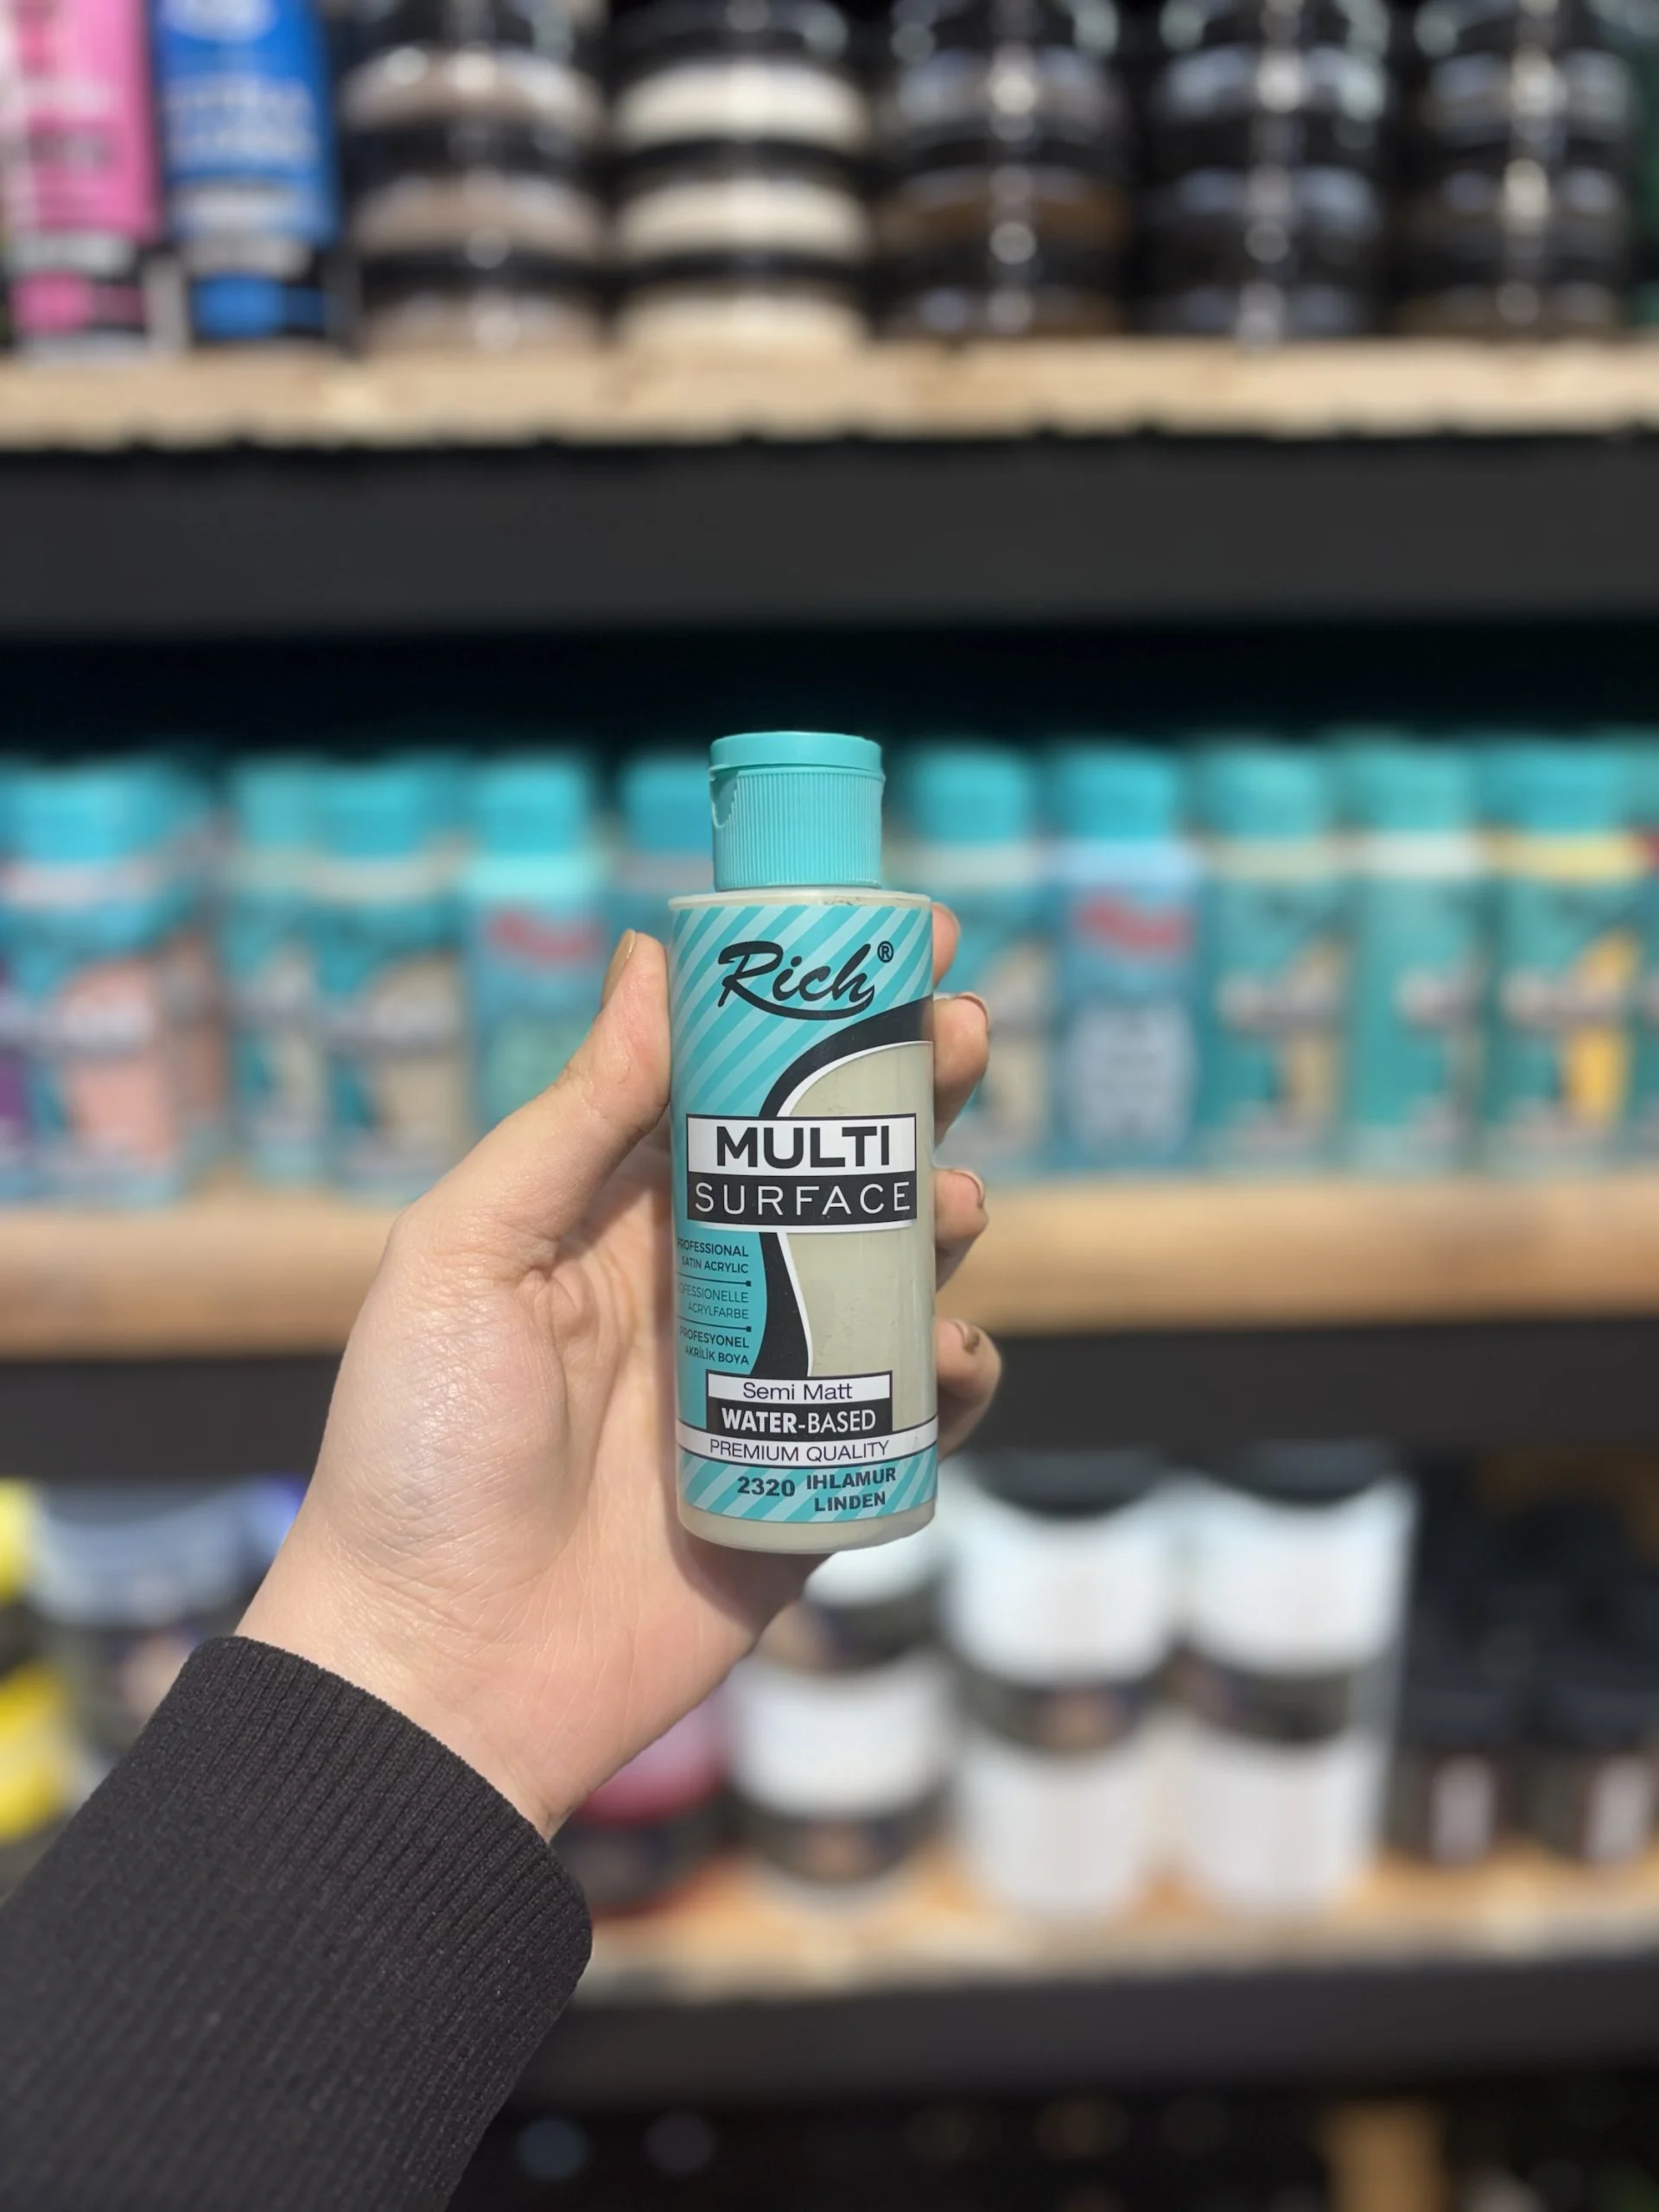 Rich®
MULTI
SURFACE
PROFESSIONAL
SATIN ACRYLIC
ACRYLFARBE
PROFESYONEL
AKRİLİK BOYA
Semi Matt
WATER-BASED
PREMIUM QUALITY
2320 IHLAMUR
LINDEN